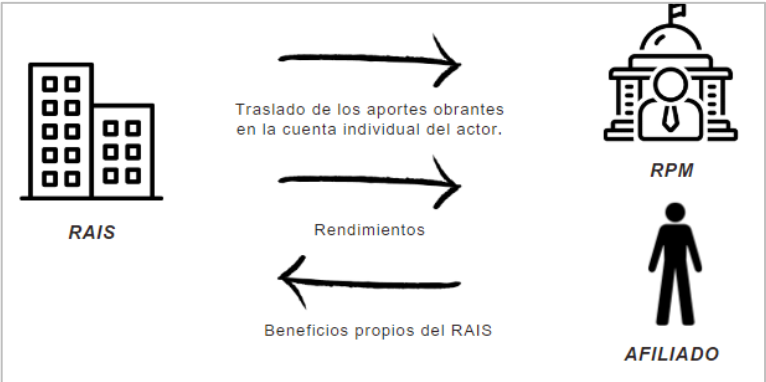 Traslado de los aportes obrantes
en la cuenta individual del actor.
RPM
RAIS
Rendimientos
Beneficios propios del RAIS
AFILIADO